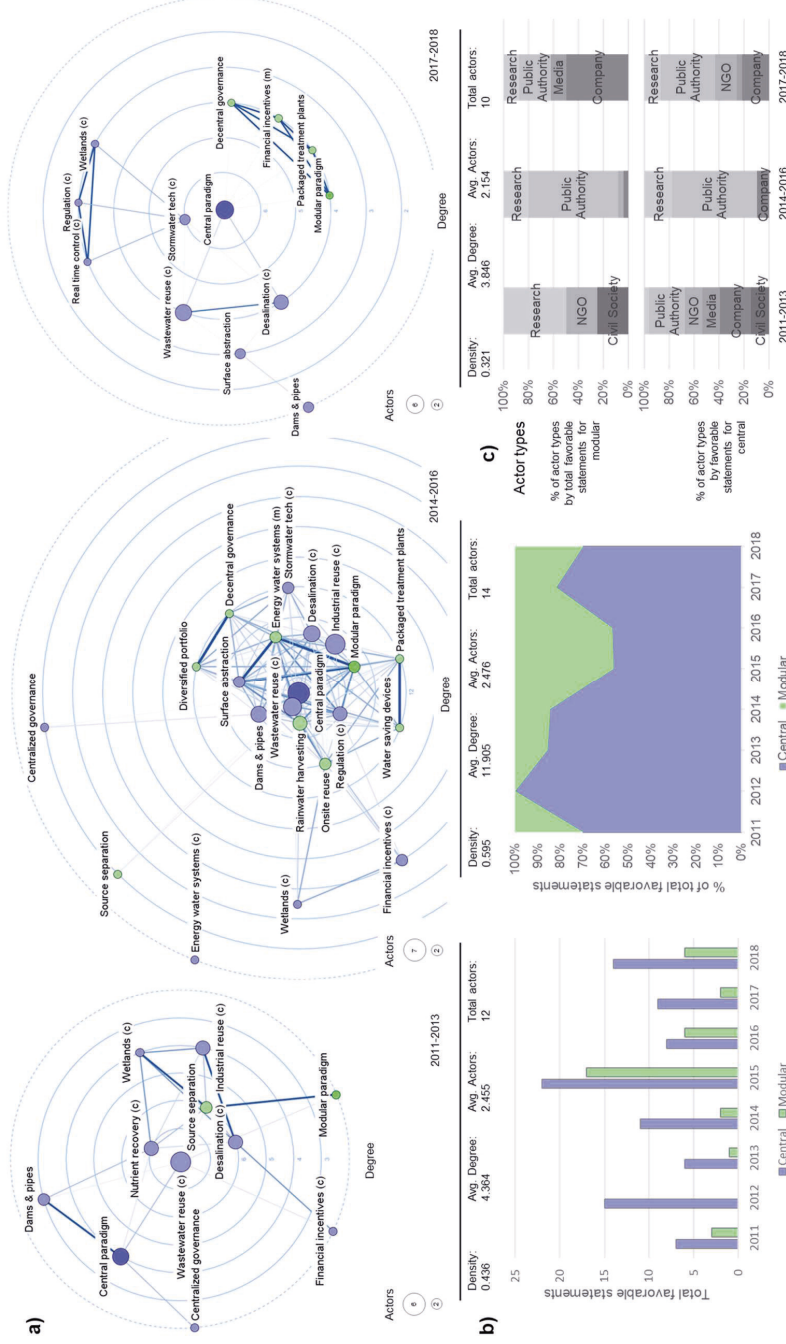 a)
Dams & pipes
Central paradigm
Wetlands (c)
Nutrient recovery (c)
Source separation
Industrial reuse (c)
Desalination (c)
Wastewater reuse (c)
Centralized governance
Modular paradigm
Financial incentives (c)
Actors
6
2
Degree
2011-2013
Density:
0.436
Avg. Degree:
4.364
Avg. Actors:
2.455
Total actors:
12
Centralized governance
Source separation
Energy water systems (c)
Diversified portfolio
Decentral governance
Surface abstraction
Energy water systems (m)
Stormwater tech (c)
Dams & pipes
Wastewater reuse (c)
Desalination (c)
Industrial reuse (c)
Central paradigm
Modular paradigm
Rainwater harvesting
Onsite reuse
Regulation (c)
Wetlands (c)
Water saving devices
Packaged treatment plants
Financial incentives (c)
Actors
7
2
12
Degree
2014-2016
Density:
0.595
Avg. Degree:
11.905
Avg. Actors:
2.476
Total actors:
14
Regulation (c)
Wetlands (c)
Real time control (c)
Stormwater tech (c)
Central paradigm
Decentral governance
Wastewater reuse (c)
Financial incentives (m)
Desalination (c)
Packaged treatment plants
Modular paradigm
Surface abstraction
Dams & pipes
Actors
6
2
Degree
2017-2018
Density:
0.321
Avg. Degree:
3.846
Avg. Actors:
2.154
Total actors:
10
b)
Total favorable statements
25
20
15
10
5
0
2011 2012 2013 2014 2015 2016 2017 2018
Central Modular
% of total favorable statements
100%
90%
80%
70%
60%
50%
40%
30%
20%
10%
0%
2011 2012 2013 2014 2015 2016 2017 2018
Central Modular
c)
Actor types
% of actor types
by total favorable
statements for
modular
100%
80%
60%
40%
20%
0%
Research
NGO
Civil Society
Research
Public
Authority
Research
Public
Authority
Media
Company
% of actor types
by favorable
statements for
central
100%
80%
60%
40%
20%
0%
Research
Public
Authority
NGO
Media
Company
Civil Society
Research
Public
Authority
Company
Research
Public
Authority
NGO
Company
2011-2013 2014-2016 2017-2018